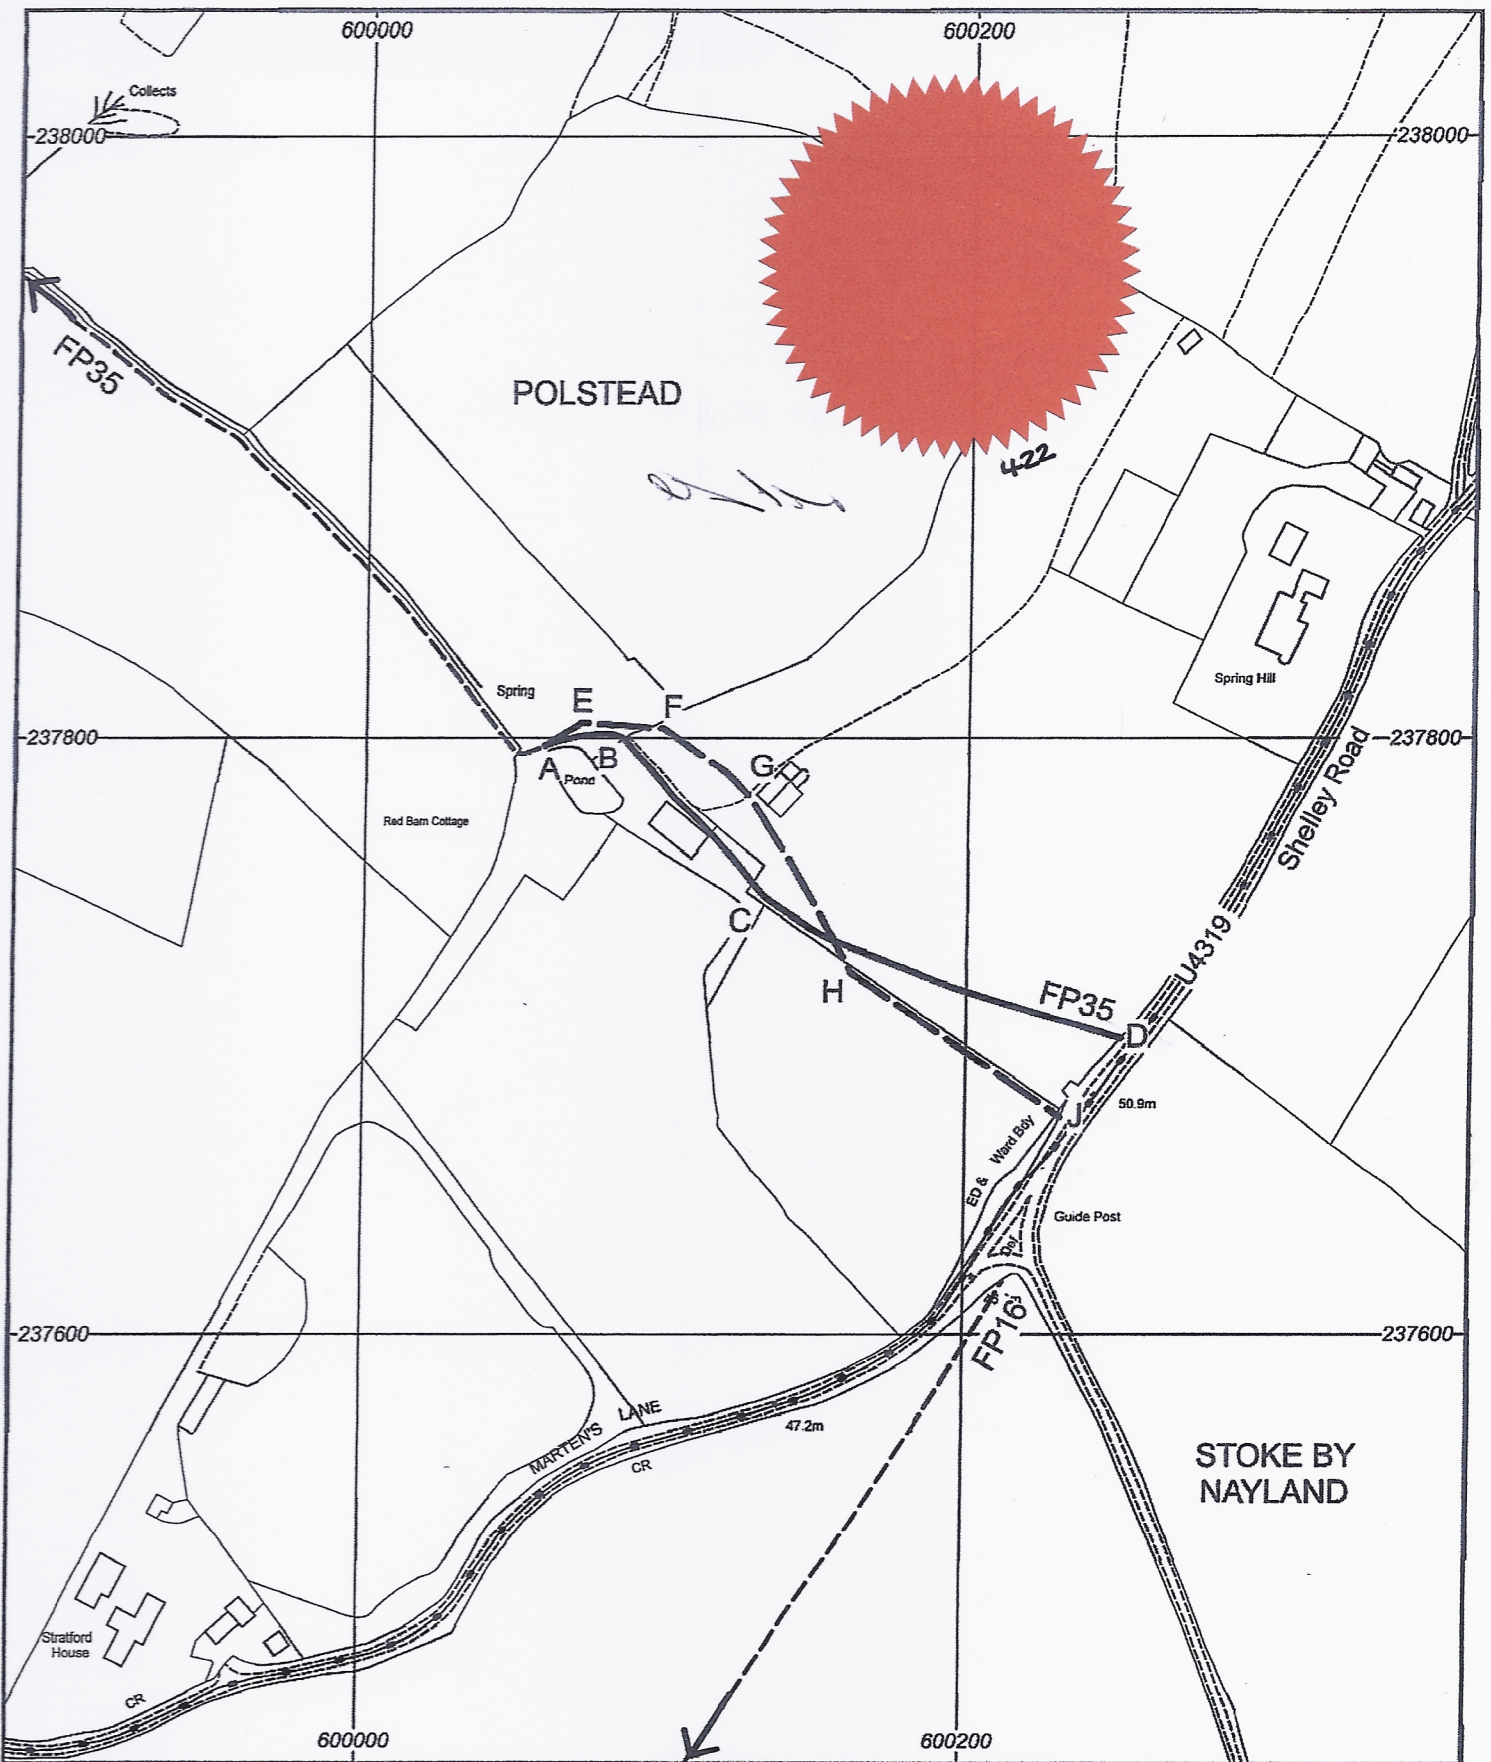 600000
600200
Collects
238000
238000
FP35
POLSTEAD
422
Spring
E
F
Spring Hill
237800
237800
A
B
G
Pond
Red Barn Cottage
Shelley Road
C
U4319
H
FP35
D
J
50.9m
ED & Ward Bdy
Guide Post
Def
237600
237600
FP16
MARTEN'S LANE
47.2m
CR
STOKE BY
NAYLAND
Stratford
House
CR
600000
600200